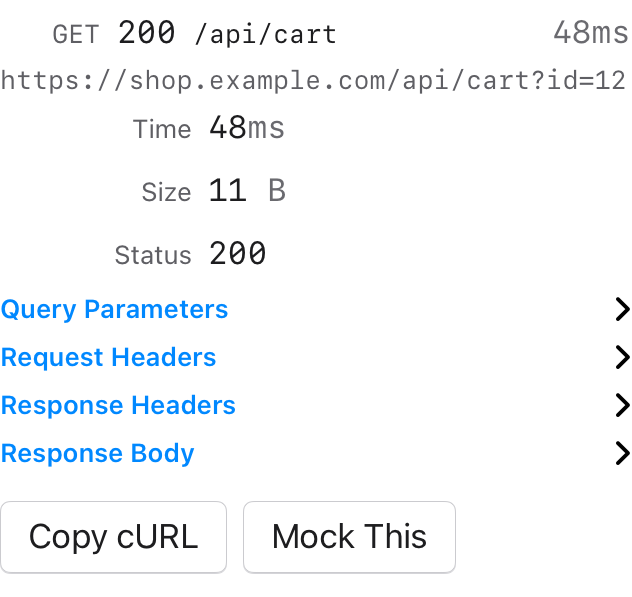 GET 200 /api/cart 48ms
https://shop.example.com/api/cart?id=12
Time 48ms
Size 11 B
Status 200
Query Parameters
Request Headers
Response Headers
Response Body
Copy cURL Mock This